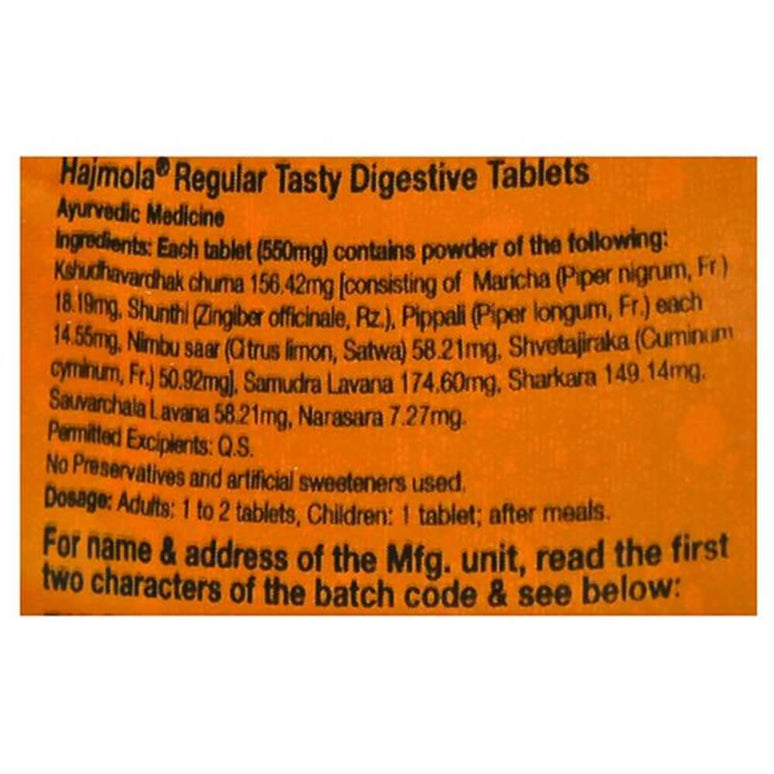 Hajmola® Regular Tasty Digestive Tablets
Ayurvedic Medicine
Ingredients: Each tablet (550mg) contains powder of the following:
Kshudhavardhak churna 156.42mg [consisting of Maricha (Piper nigrum, Fr.)
18.19mg, Shunthi (Zingiber officinale, Rz.), Pippali (Piper longum, Fr.) each
14.55mg, Nimbu saar (Citrus limon, Satwa) 58.21mg, Shvetajiraka (Cuminum
cyminum, Fr.) 50.92mg], Samudra Lavana 174.60mg, Sharkara 149.14mg,
Sauvarchala Lavana 58.21mg, Narasara 7.27mg.
Permitted Excipients: Q.S.
No Preservatives and artificial sweeteners used.
Dosage: Adults: 1 to 2 tablets, Children: 1 tablet; after meals.
For name & address of the Mfg. unit, read the first
two characters of the batch code & see below: